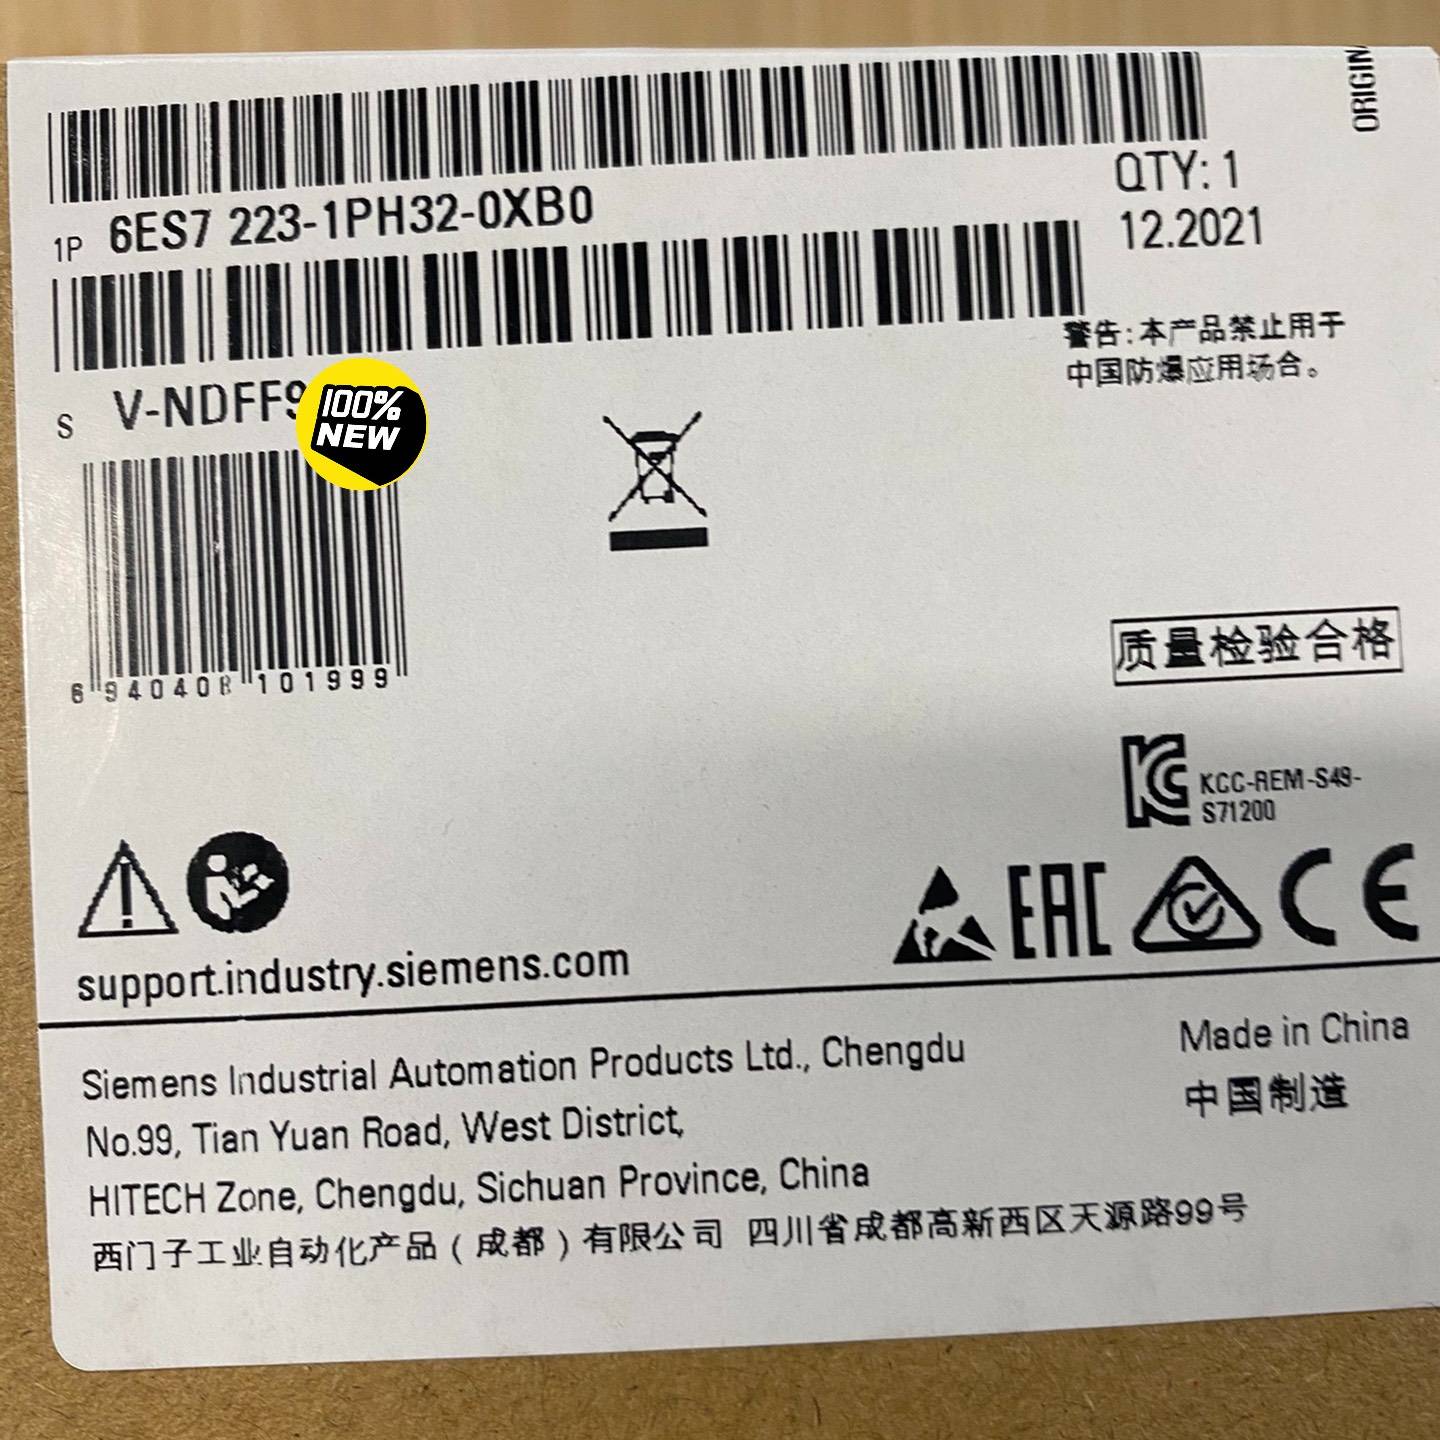 ORIGIN
QTY: 1
1P 6ES7 223-1PH32-0XB0
12.2021
警告:本产品禁止用于
中国防爆应用场合。
S V-NDFF9
100%
NEW
6 940408 101999
质量检验合格
KCC-REM-S49-
S71200
EAC
CE
support.industry.siemens.com
Siemens Industrial Automation Products Ltd., Chengdu
Made in China
No.99, Tian Yuan Road, West District,
中国制造
HITECH Zone, Chengdu, Sichuan Province, China
西门子工业自动化产品(成都)有限公司 四川省成都高新西区天源路99号